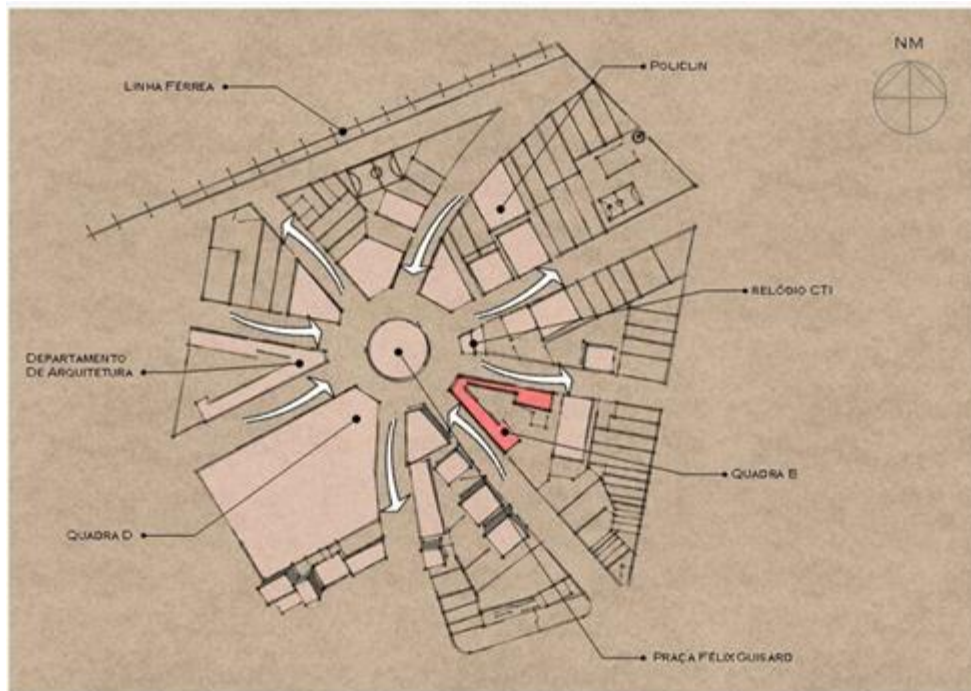 NM
POLICLIN
LINHA FÉRREA
RELÓGIO CTI
DEPARTAMENTO
DE ARQUITETURA
QUADRA B
QUADRA D
PRAÇA FÉLIX GUISARD